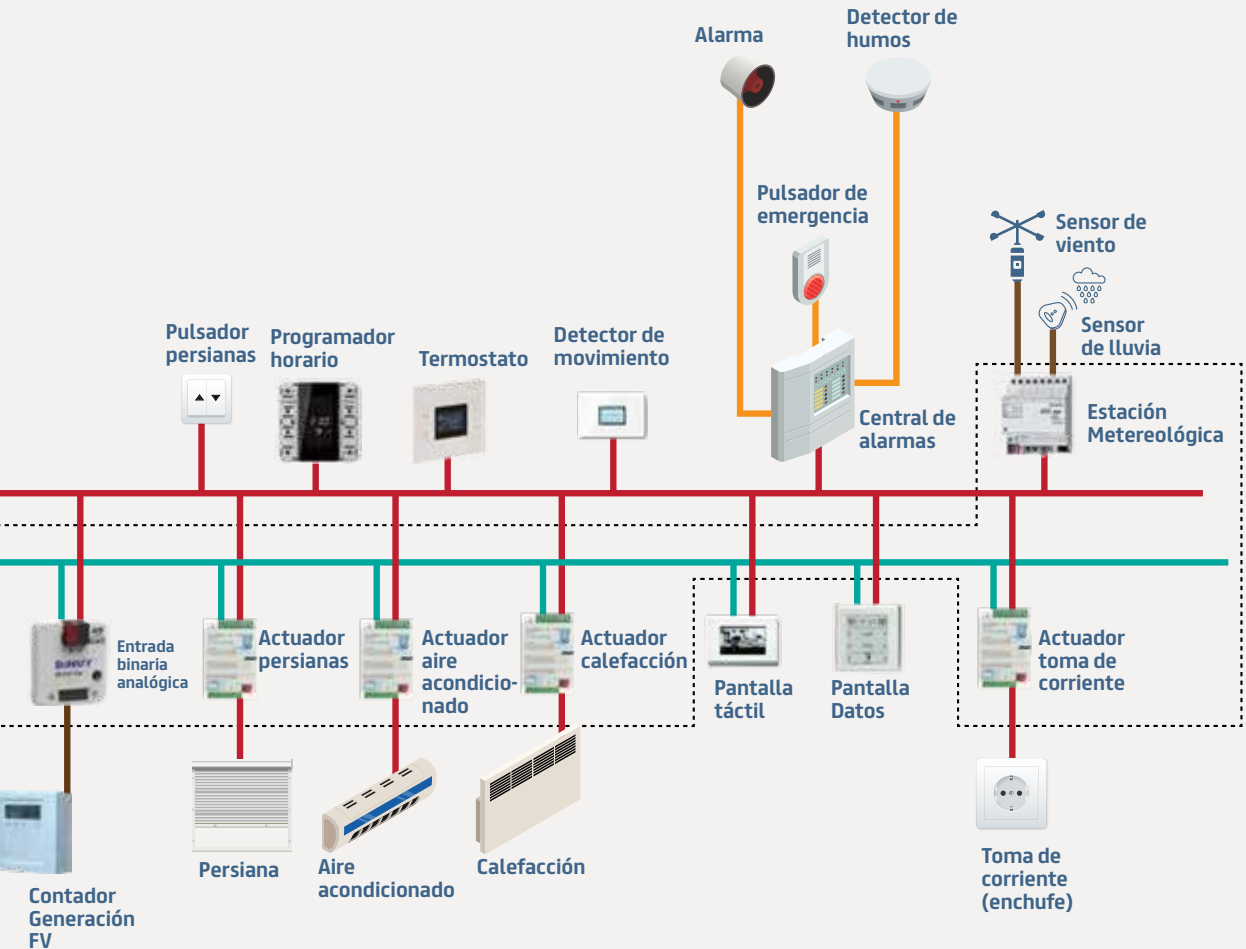 Alarma
Detector de
humos
Pulsador de
emergencia
Sensor de
viento
Sensor
de lluvia
Pulsador
persianas
Programador
horario
Termostato
Detector de
movimiento
Central de
alarmas
Estación
Metereológica
Entrada
binaria
analógica
Actuador
persianas
Actuador
aire
acondicio-
nado
Actuador
calefacción
Pantalla
táctil
Pantalla
Datos
Actuador
toma de
corriente
Contador
Generación
FV
Persiana
Aire
acondicionado
Calefacción
Toma de
corriente
(enchufe)